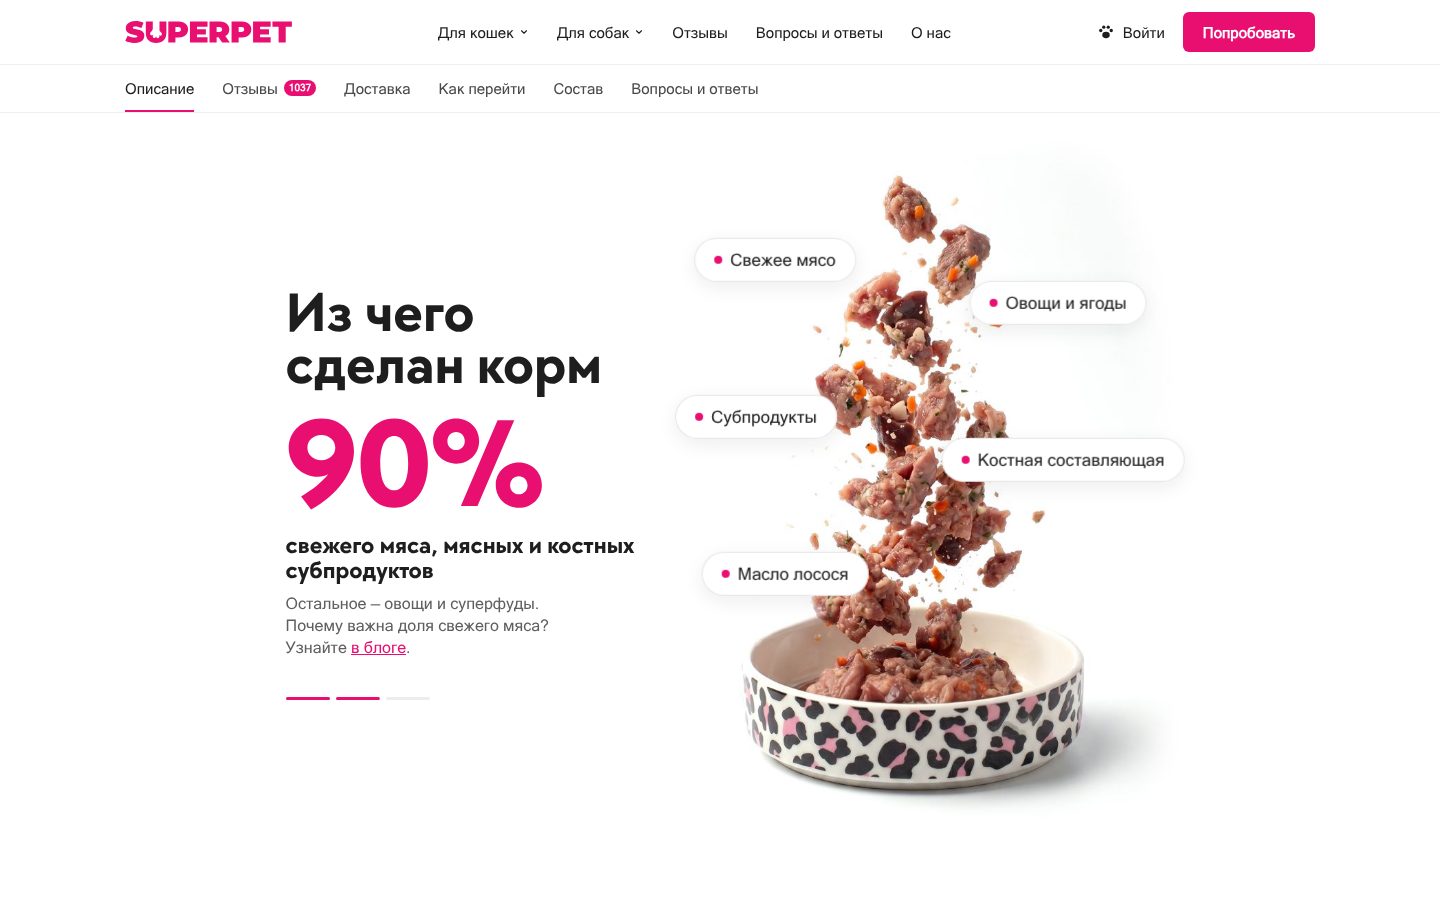 SUPERPET
Для кошек
Для собак
Отзывы
Вопросы и ответы
О нас
Войти
Попробовать
Описание
Отзывы 1037
Доставка
Как перейти
Состав
Вопросы и ответы
Из чего
сделан корм
90%
свежего мяса, мясных и костных
субпродуктов
Остальное – овощи и суперфуды.
Почему важна доля свежего мяса?
Узнайте в блоге.
Свежее мясо
Овощи и ягоды
Субпродукты
Костная составляющая
Масло лосося